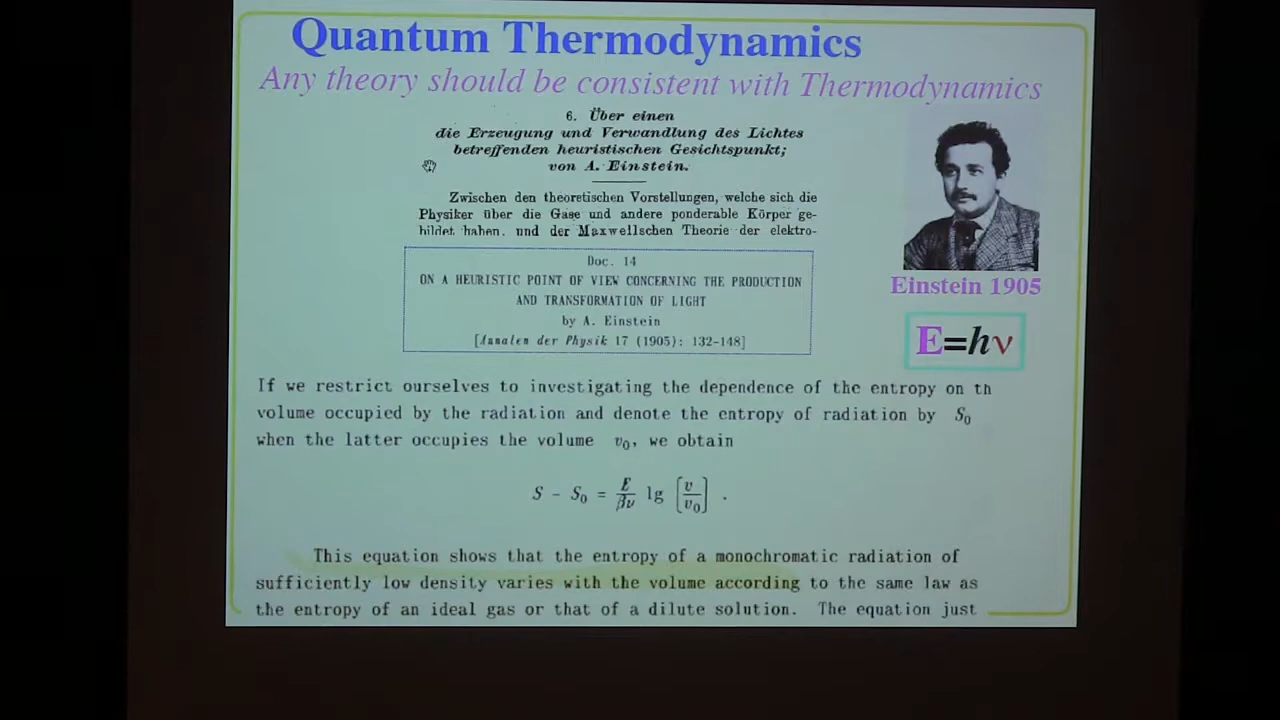 Quantum Thermodynamics
Any theory should be consistent with Thermodynamics
6. Über einen
die Erzeugung und Verwandlung des Lichtes
betreffenden heuristischen Gesichtspunkt;
von A. Einstein.
Zwischen den theoretischen Vorstellungen, welche sich die
Physiker über die Gase und andere ponderable Körper ge-
bildet haben, und der Maxwellschen Theorie der elektro-
Doc. 14
ON A HEURISTIC POINT OF VIEW CONCERNING THE PRODUCTION
AND TRANSFORMATION OF LIGHT
by A. Einstein
[Annalen der Physik 17 (1905): 132-148]
Einstein 1905
E=hν
If we restrict ourselves to investigating the dependence of the entropy on th
volume occupied by the radiation and denote the entropy of radiation by S₀
when the latter occupies the volume v₀, we obtain
S - S₀ = E/βν lg [v/v₀] .
This equation shows that the entropy of a monochromatic radiation of
sufficiently low density varies with the volume according to the same law as
the entropy of an ideal gas or that of a dilute solution. The equation just